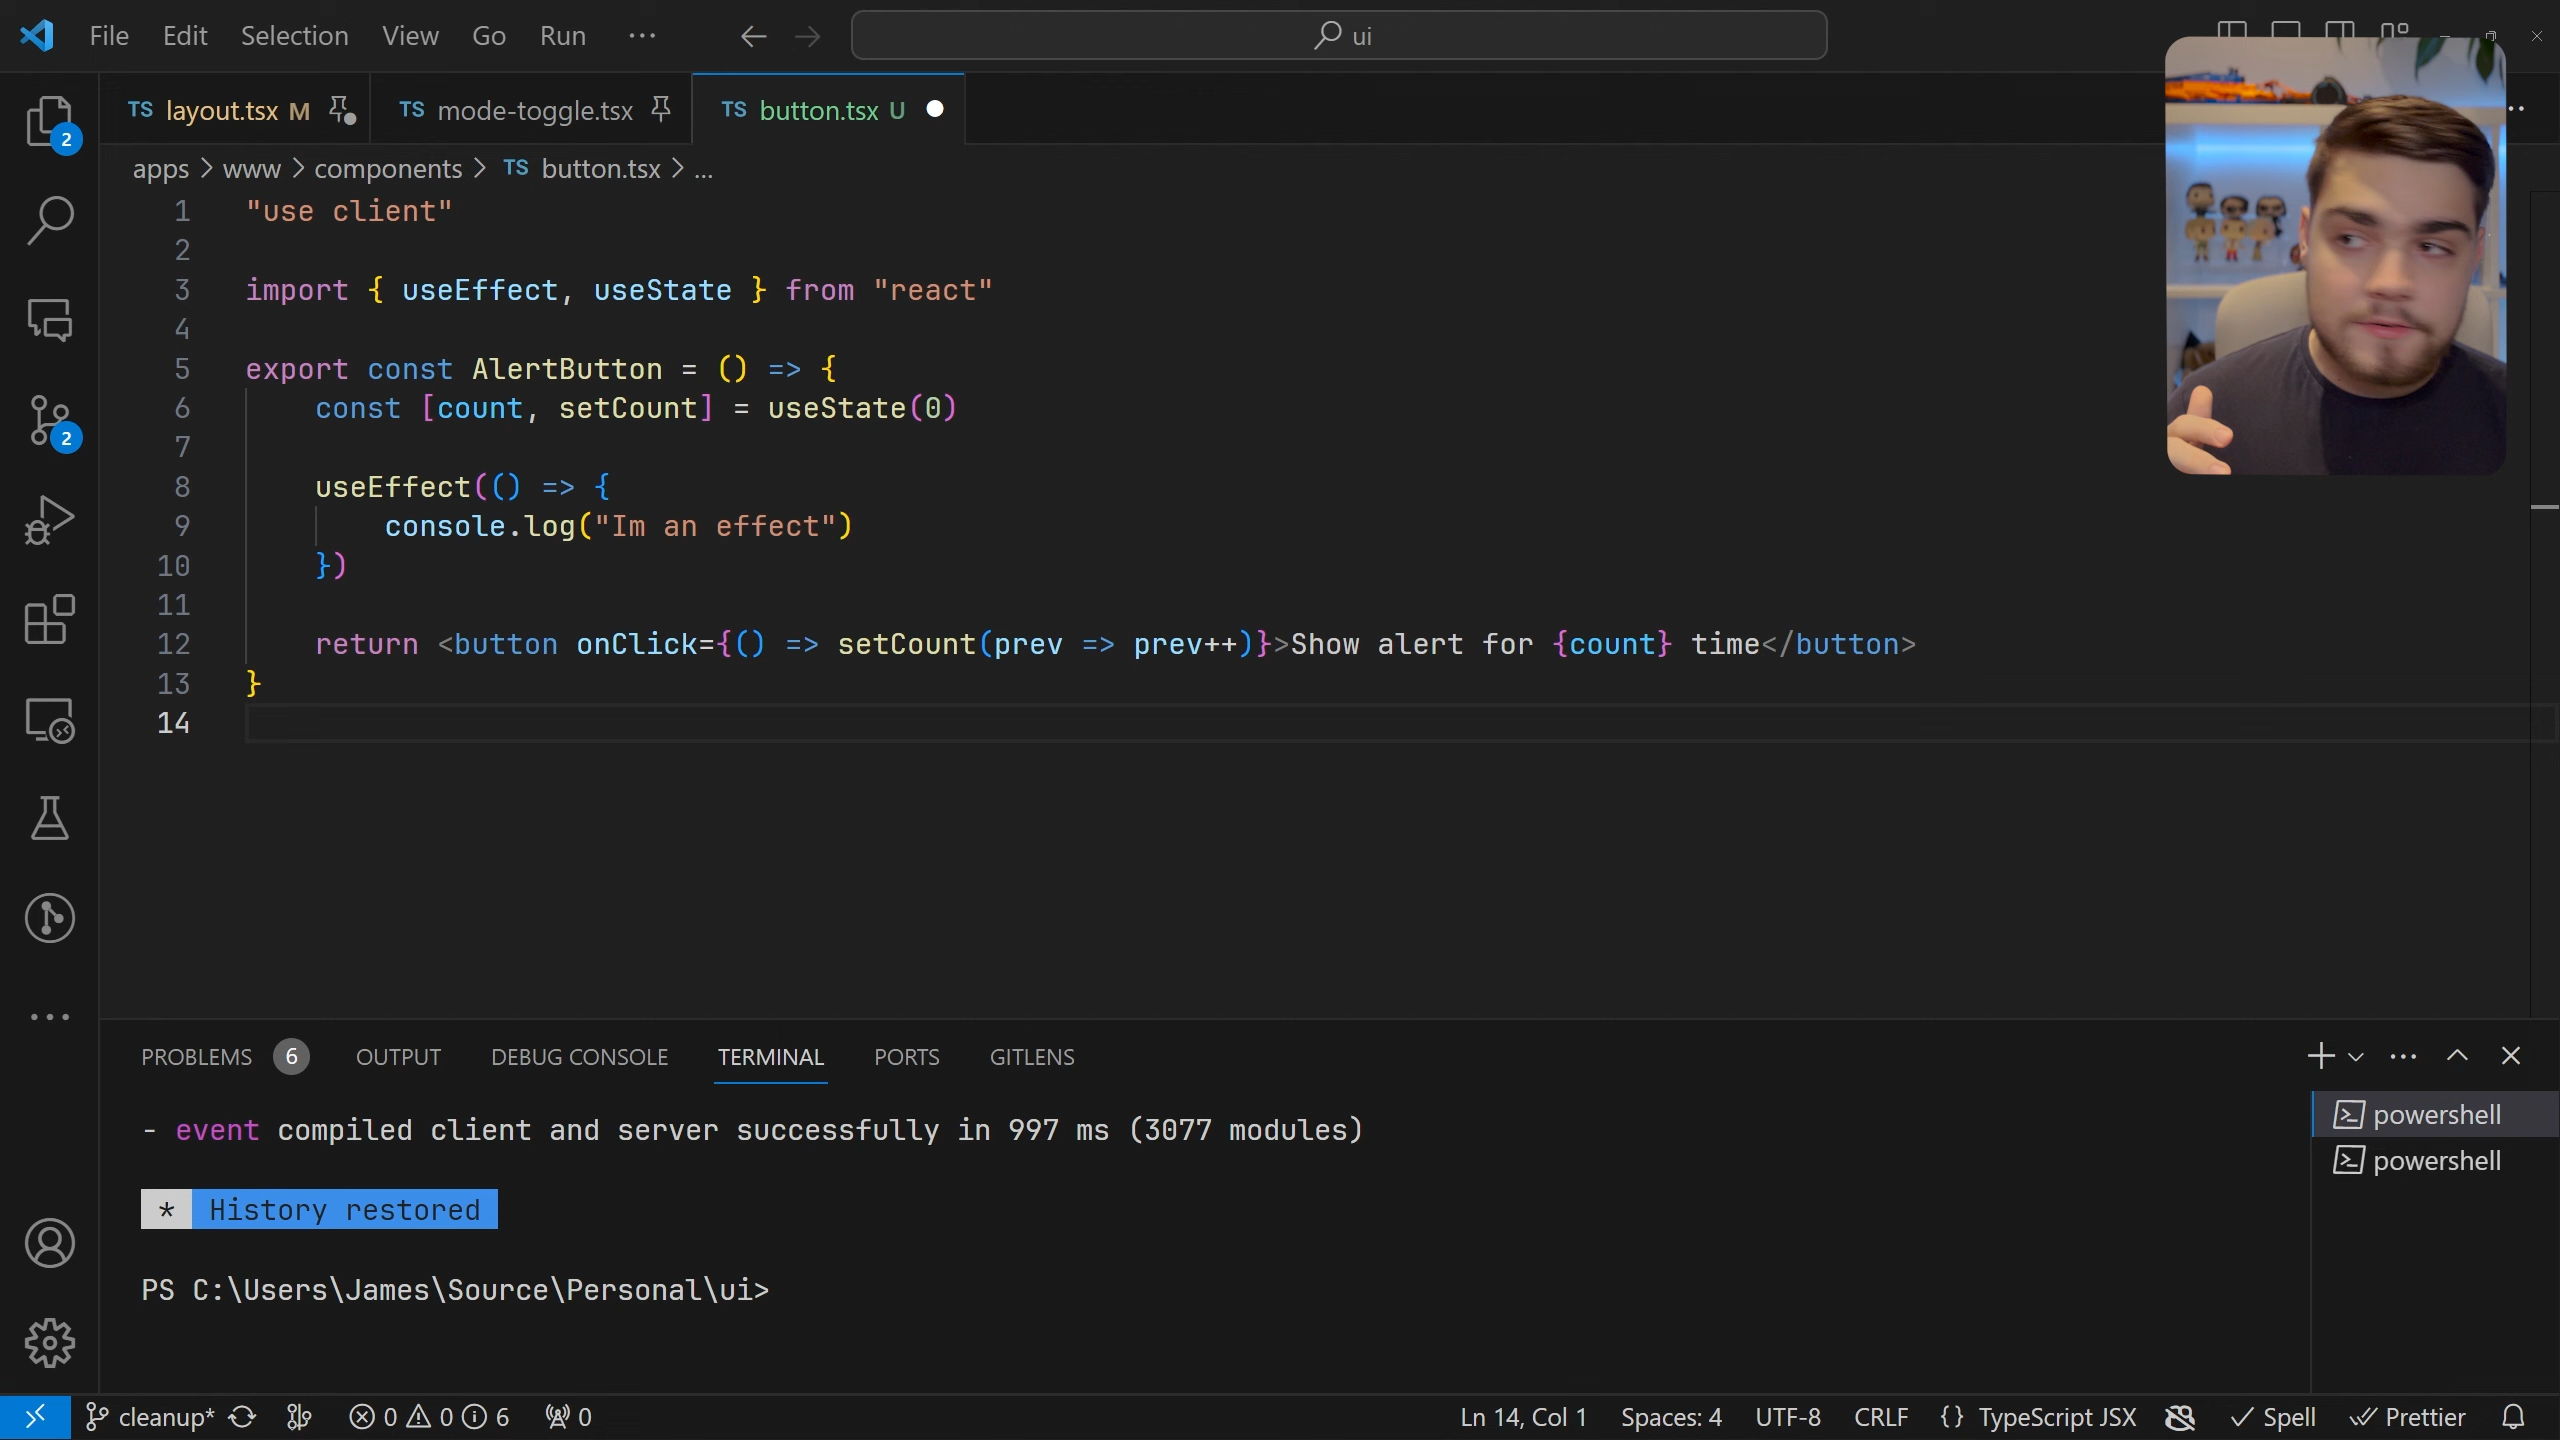 File Edit Selection View Go Run ··· ui
TS layout.tsx M TS mode-toggle.tsx TS button.tsx U
apps > www > components > TS button.tsx > ...
1 "use client"
2
3 import { useEffect, useState } from "react"
4
5 export const AlertButton = () => {
6 const [count, setCount] = useState(0)
7
8 useEffect(() => {
9 console.log("Im an effect")
10 })
11
12 return <button onClick={() => setCount(prev => prev++)}>Show alert for {count} time</button>
13 }
14
2
2
PROBLEMS 6 OUTPUT DEBUG CONSOLE TERMINAL PORTS GITLENS
- event compiled client and server successfully in 997 ms (3077 modules)
* History restored
PS C:\Users\James\Source\Personal\ui>
powershell
powershell
cleanup* 0 0 6 0 Ln 14, Col 1 Spaces: 4 UTF-8 CRLF {} TypeScript JSX Spell Prettier